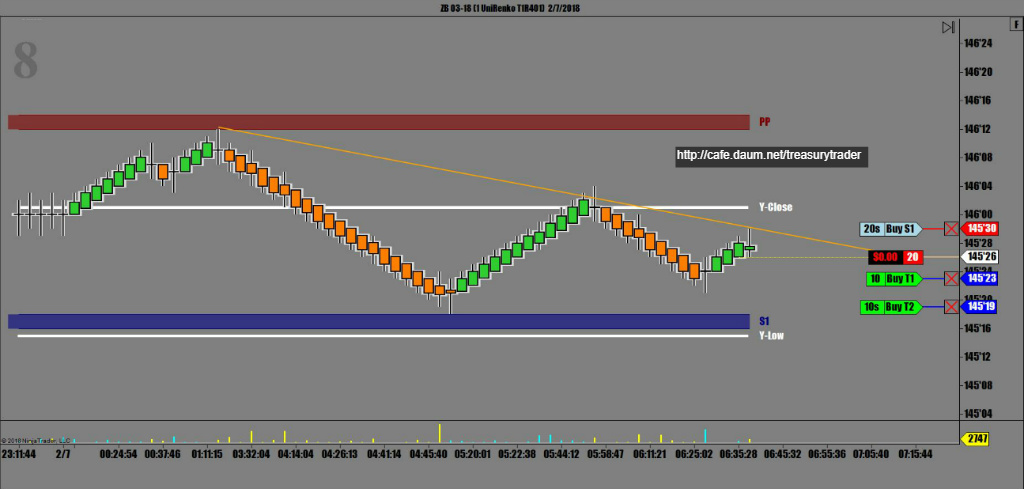 ZB 03-18 (1 UniRenko T1R401) 2/7/2018
F
8
146'24
146'20
146'16
PP
146'12
http://cafe.daum.net/treasurytrader
146'08
146'04
Y-Close
146'00
20s Buy S1 145'30
145'28
$0.00 20 145'26
145'24
10 Buy T1 145'23
145'20
10s Buy T2 145'19
S1
145'16
Y-Low
145'12
145'08
145'04
© 2018 NinjaTrader, LLC
2747
23:11:44 2/7 00:24:54 00:37:46 01:11:15 03:32:04 04:14:04 04:26:13 04:41:14 04:45:40 05:20:01 05:22:38 05:44:12 05:58:47 06:11:21 06:25:02 06:35:28 06:45:32 06:55:36 07:05:40 07:15:44